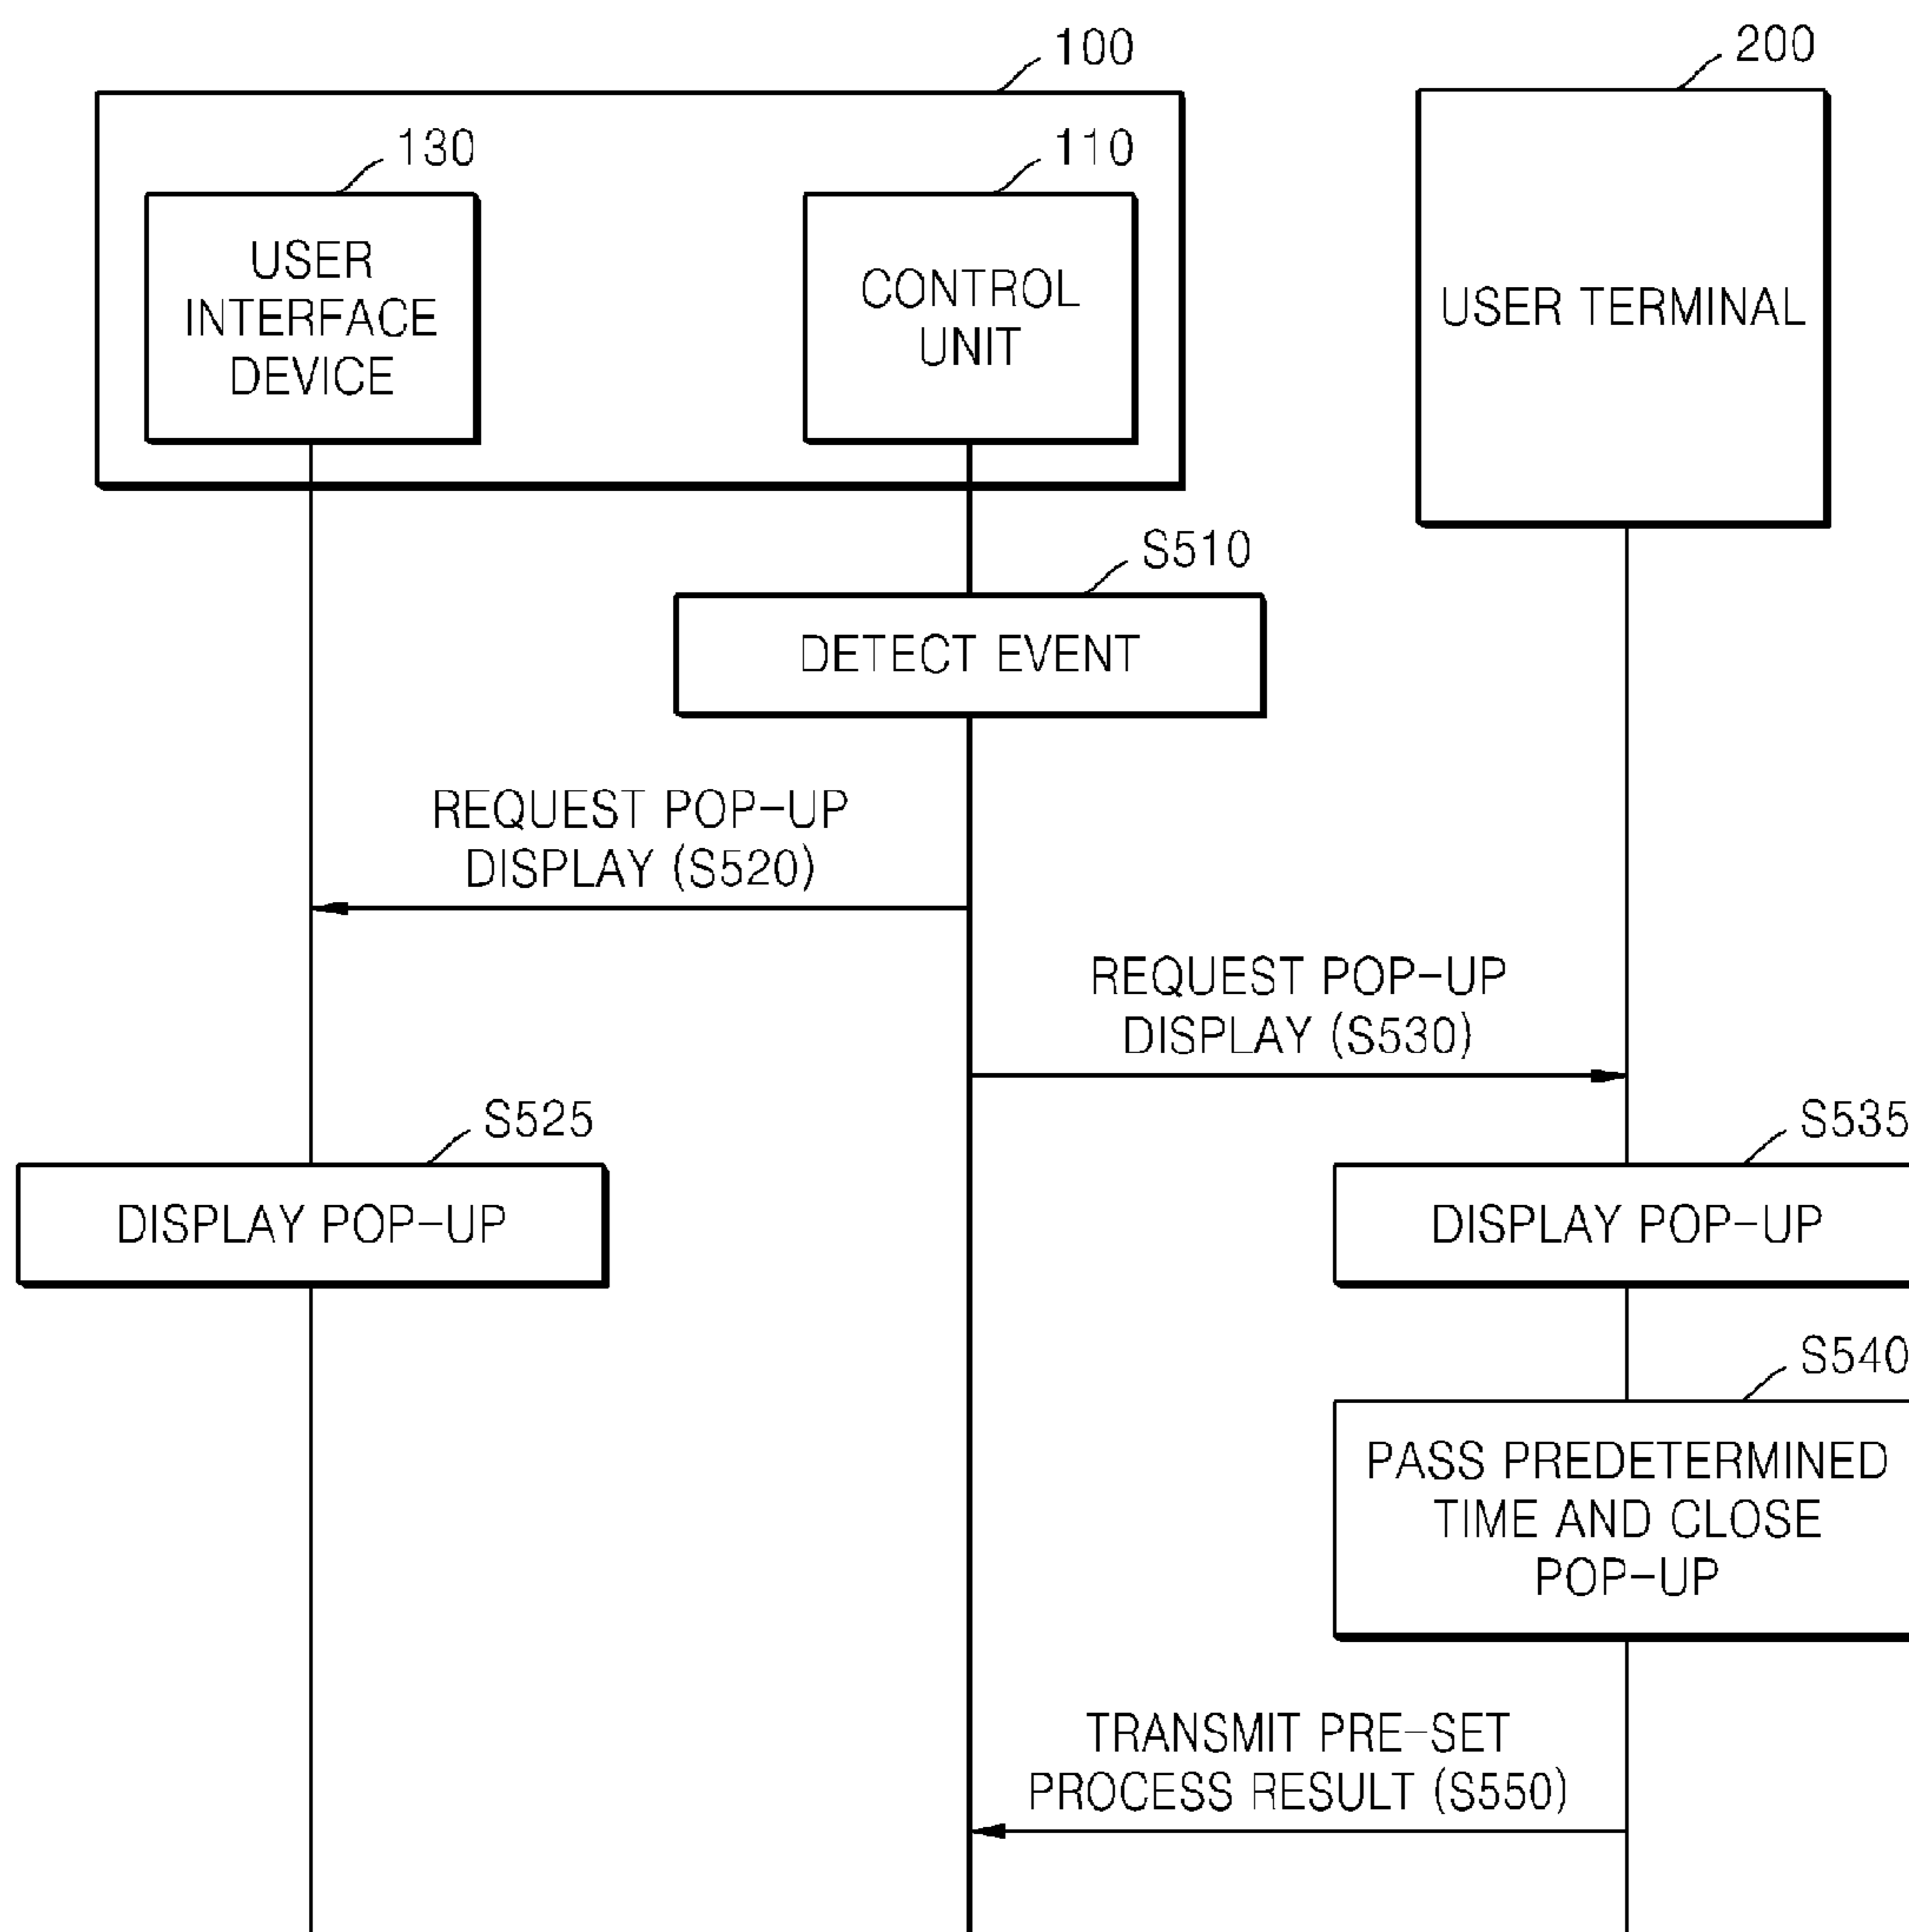 100
200
130
110
USER
INTERFACE
DEVICE
CONTROL
UNIT
USER TERMINAL
S510
DETECT EVENT
REQUEST POP-UP
DISPLAY (S520)
REQUEST POP-UP
DISPLAY (S530)
S525
S535
DISPLAY POP-UP
DISPLAY POP-UP
S540
PASS PREDETERMINED
TIME AND CLOSE
POP-UP
TRANSMIT PRE-SET
PROCESS RESULT (S550)